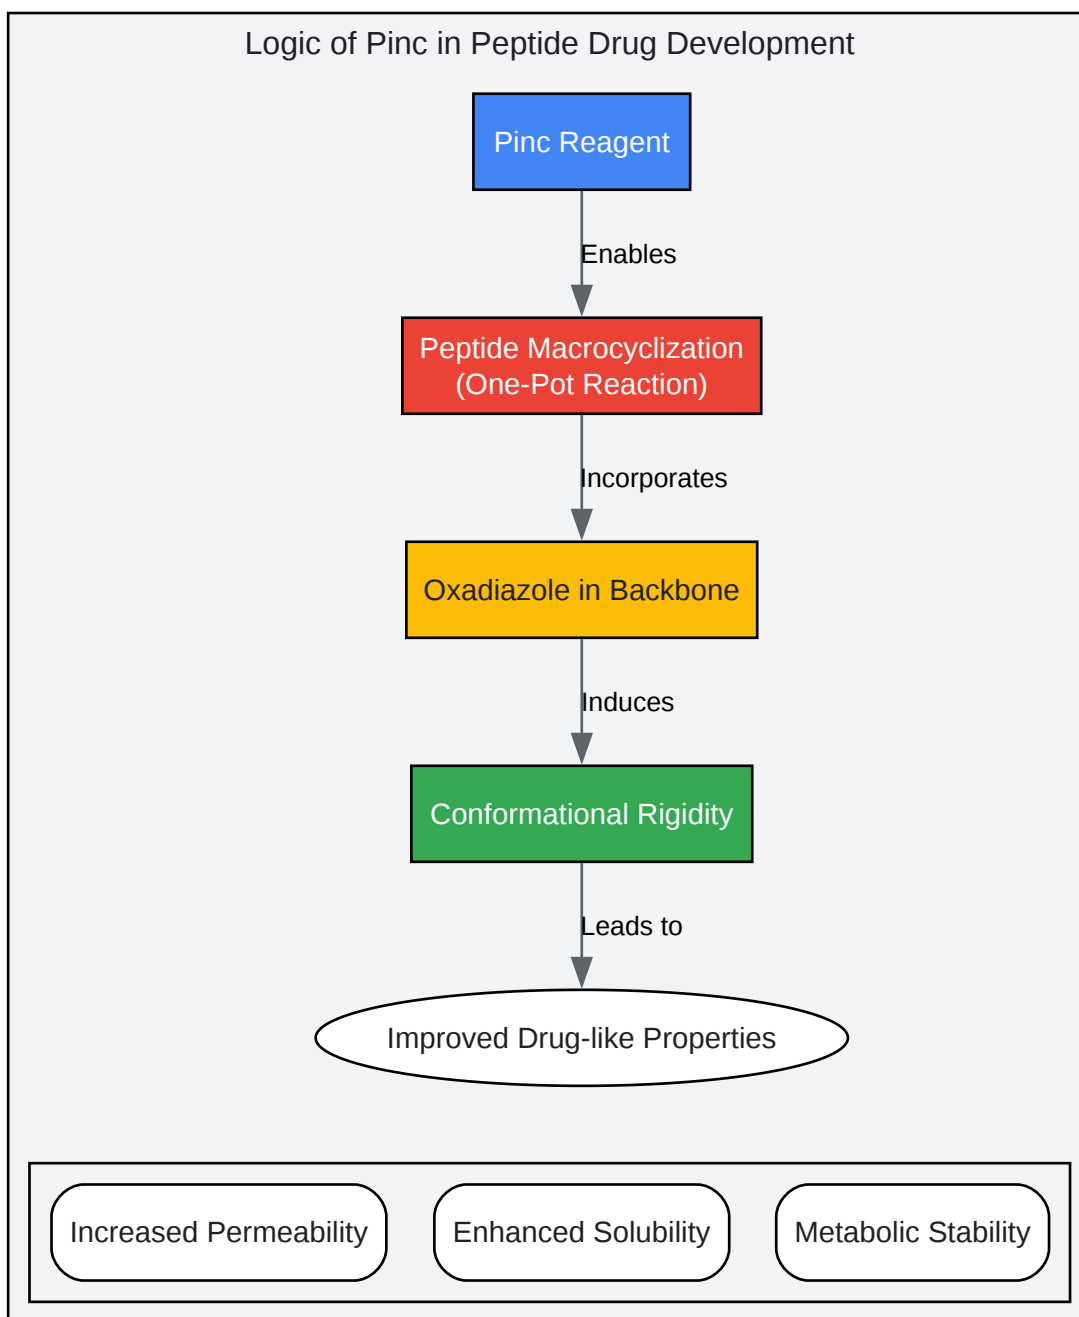 Logic of Pinc in Peptide Drug Development
Pinc Reagent
Enables
Peptide Macrocyclization
(One-Pot Reaction)
Incorporates
Oxadiazole in Backbone
Induces
Conformational Rigidity
Leads to
Improved Drug-like Properties
Increased Permeability
Enhanced Solubility
Metabolic Stability